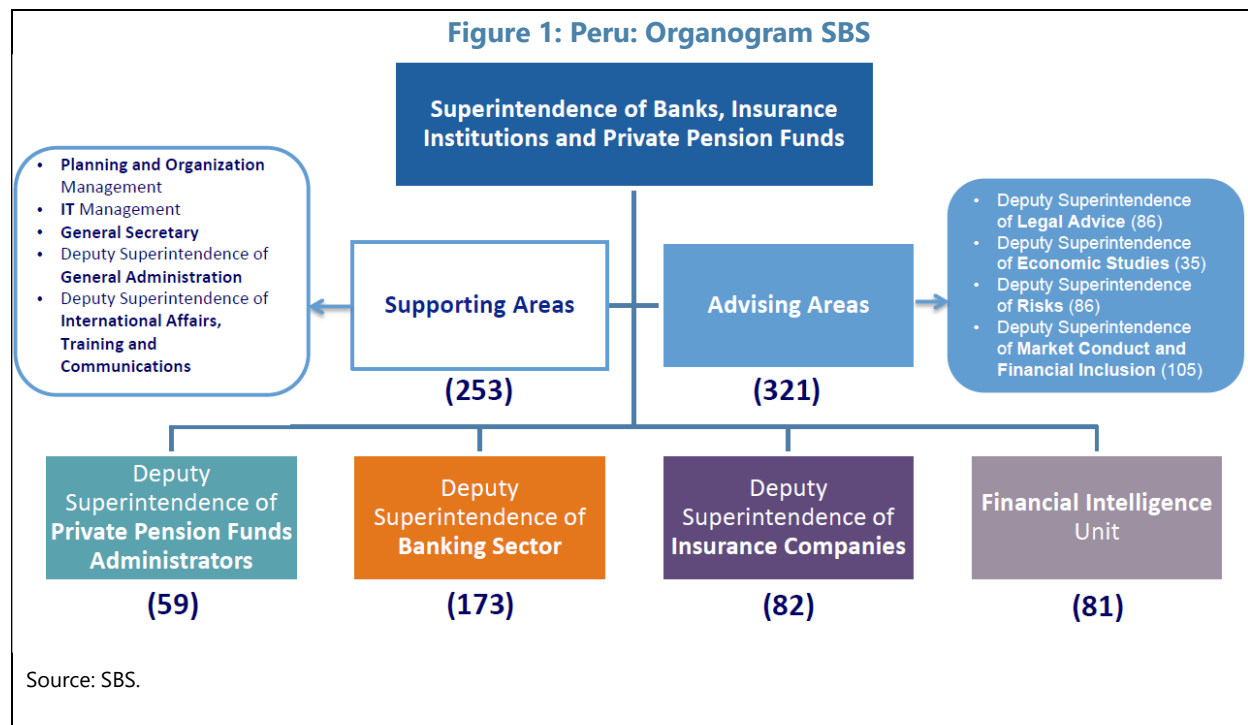 Figure 1: Peru: Organogram SBS
Superintendence of Banks, Insurance
Institutions and Private Pension Funds
• Planning and Organization
Management
• IT Management
• General Secretary
• Deputy Superintendence of
General Administration
• Deputy Superintendence of
International Affairs,
Training and
Communications
Supporting Areas
(253)
Advising Areas
(321)
• Deputy Superintendence
of Legal Advice (86)
• Deputy Superintendence
of Economic Studies (35)
• Deputy Superintendence
of Risks (86)
• Deputy Superintendence
of Market Conduct and
Financial Inclusion (105)
Deputy
Superintendence of
Private Pension Funds
Administrators
(59)
Deputy
Superintendence of
Banking Sector
(173)
Deputy
Superintendence of
Insurance Companies
(82)
Financial Intelligence
Unit
(81)
Source: SBS.